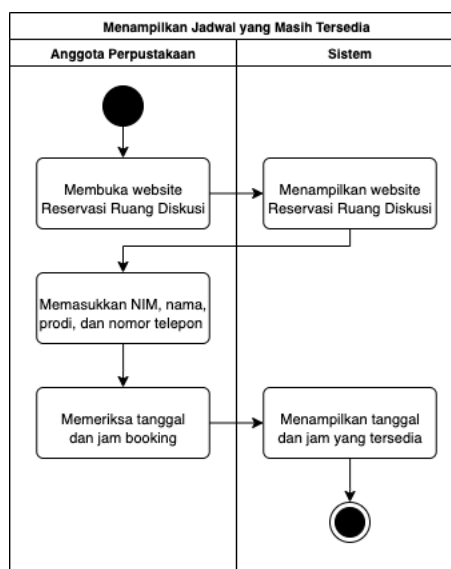 Menampilkan Jadwal yang Masih Tersedia
Anggota Perpustakaan
Sistem
Membuka website
Reservasi Ruang Diskusi
Menampilkan website
Reservasi Ruang Diskusi
Memasukkan NIM, nama,
prodi, dan nomor telepon
Memeriksa tanggal
dan jam booking
Menampilkan tanggal
dan jam yang tersedia